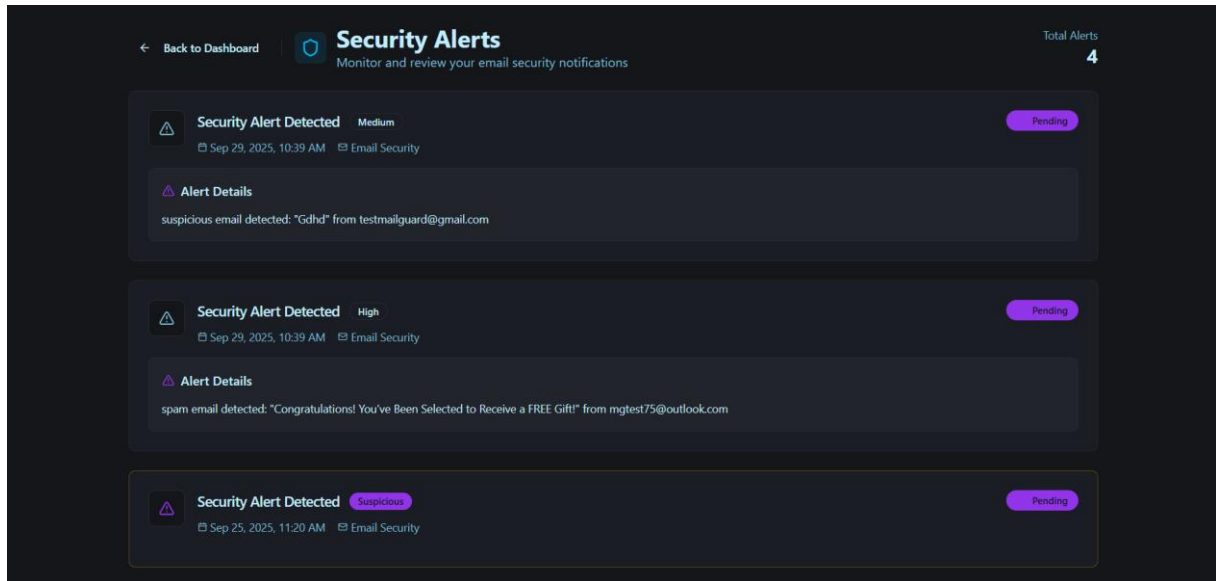 Back to Dashboard
Security Alerts
Monitor and review your email security notifications
Total Alerts
4
Security Alert Detected Medium Pending
Sep 29, 2025, 10:39 AM Email Security
Alert Details
suspicious email detected: "Gdhd" from testmailguard@gmail.com
Security Alert Detected High Pending
Sep 29, 2025, 10:39 AM Email Security
Alert Details
spam email detected: "Congratulations! You've Been Selected to Receive a FREE Gift!" from mgtest75@outlook.com
Security Alert Detected Suspicious Pending
Sep 25, 2025, 11:20 AM Email Security